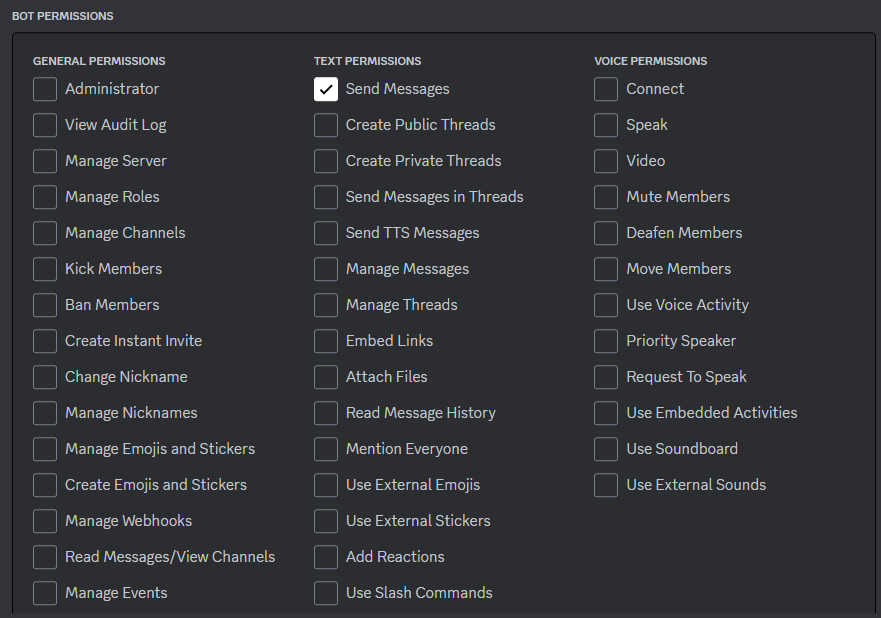 BOT PERMISSIONS
GENERAL PERMISSIONS
Administrator
View Audit Log
Manage Server
Manage Roles
Manage Channels
Kick Members
Ban Members
Create Instant Invite
Change Nickname
Manage Nicknames
Manage Emojis and Stickers
Create Emojis and Stickers
Manage Webhooks
Read Messages/View Channels
Manage Events
TEXT PERMISSIONS
Send Messages
Create Public Threads
Create Private Threads
Send Messages in Threads
Send TTS Messages
Manage Messages
Manage Threads
Embed Links
Attach Files
Read Message History
Mention Everyone
Use External Emojis
Use External Stickers
Add Reactions
Use Slash Commands
VOICE PERMISSIONS
Connect
Speak
Video
Mute Members
Deafen Members
Move Members
Use Voice Activity
Priority Speaker
Request To Speak
Use Embedded Activities
Use Soundboard
Use External Sounds